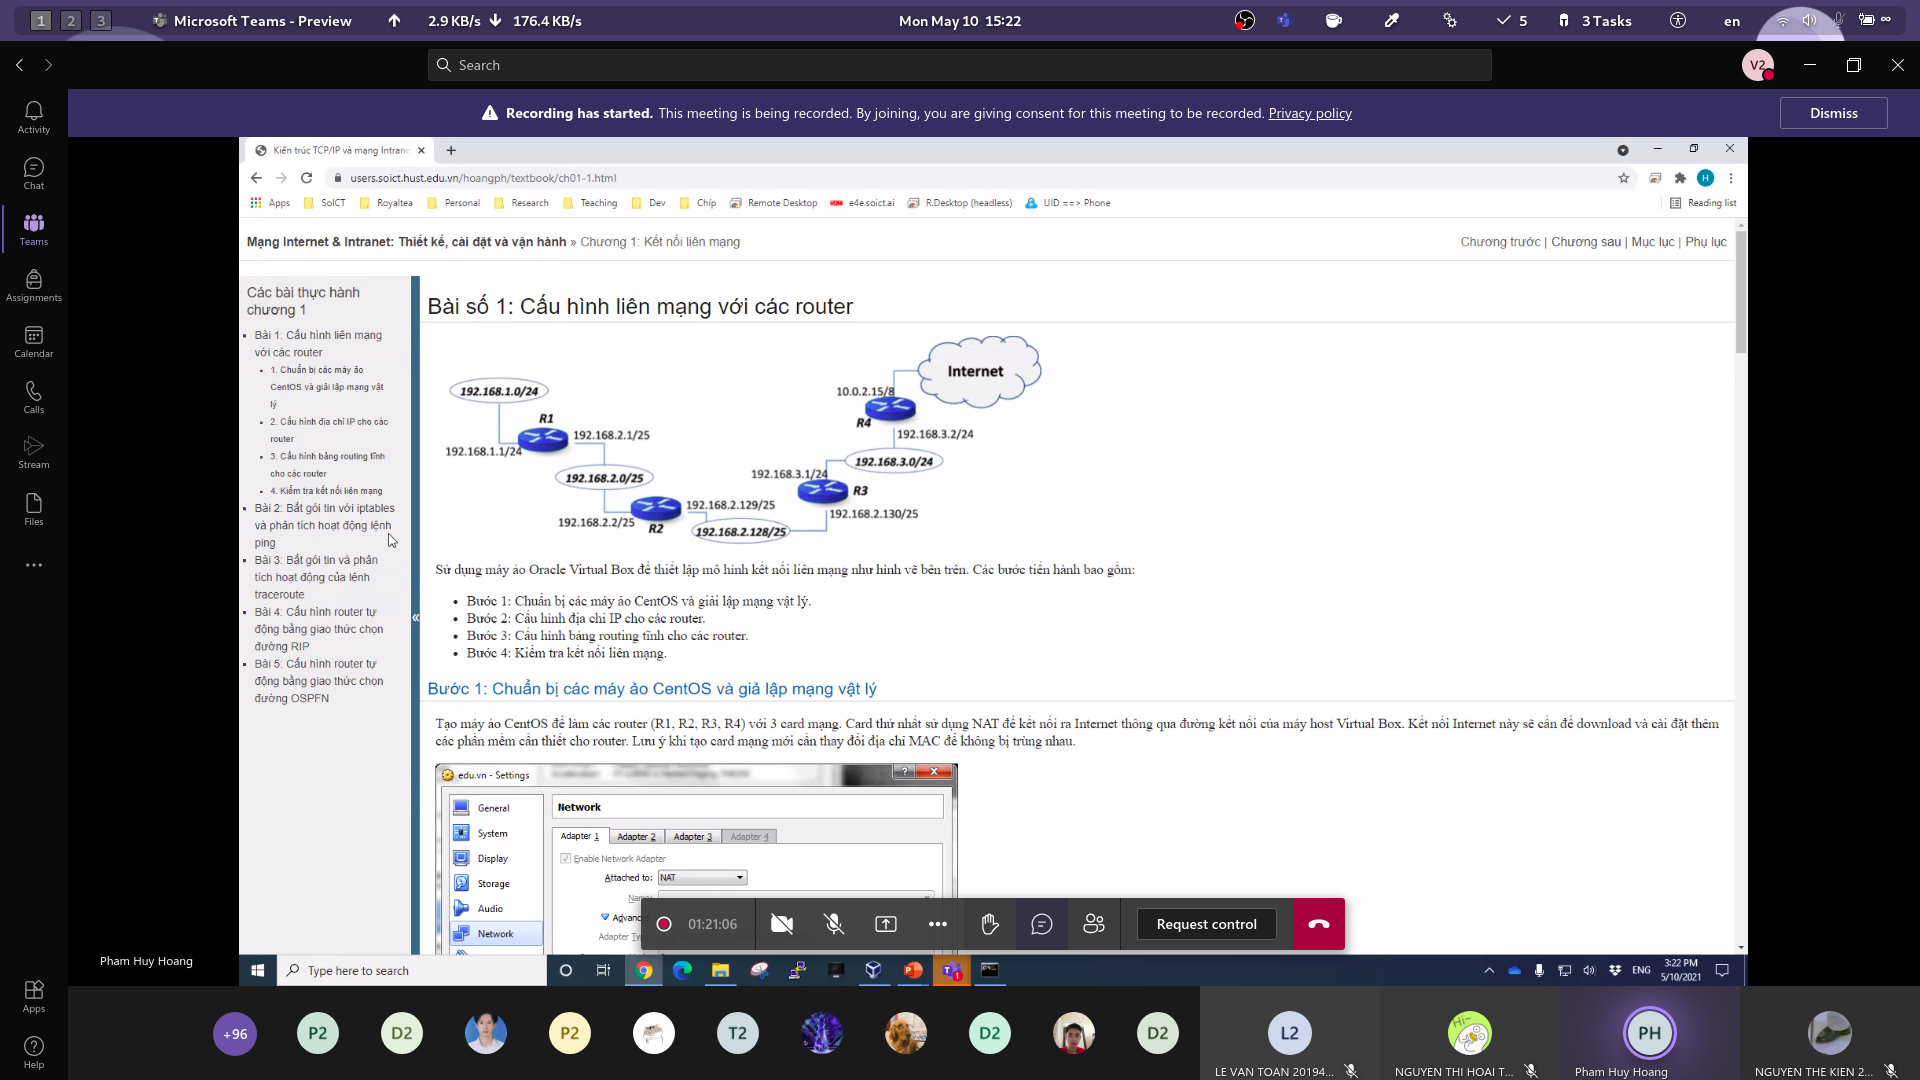 1 2 3 Microsoft Teams - Preview 2.9 KB/s 176.4 KB/s Mon May 10 15:22 5 3 Tasks en ∞
Search V2
Recording has started. This meeting is being recorded. By joining, you are giving consent for this meeting to be recorded. Privacy policy Dismiss
Activity
Chat
Teams
Assignments
Calendar
Calls
Stream
Files
Apps
Help
Kiến trúc TCP/IP và mạng Intrane
users.soict.hust.edu.vn/hoangph/textbook/ch01-1.html H
Apps SoICT Royaltea Personal Research Teaching Dev Chip Remote Desktop e4e.soict.ai R.Desktop (headless) UID ==> Phone Reading list
Mạng Internet & Intranet: Thiết kế, cài đặt và vận hành » Chương 1: Kết nối liên mạng Chương trước | Chương sau | Mục lục | Phụ lục
Các bài thực hành
chương 1
Bài 1: Cấu hình liên mạng
với các router
1. Chuẩn bị các máy ảo
CentOS và giải lập mạng vật
lý
2. Cấu hình địa chỉ IP cho các
router
3. Cấu hình bảng routing tĩnh
cho các router
4. Kiểm tra kết nối liên mạng
Bài 2: Bắt gói tin với iptables
và phân tích hoạt động lệnh
ping
Bài 3: Bắt gói tin và phân
tích hoạt động của lệnh
traceroute
Bài 4: Cấu hình router tự
động bằng giao thức chọn
đường RIP
Bài 5: Cấu hình router tự
động bằng giao thức chọn
đường OSPFN
«
Bài số 1: Cấu hình liên mạng với các router
Internet
192.168.1.0/24
10.0.2.15/8
R1
R4
192.168.2.1/25
192.168.3.2/24
192.168.1.1/24
192.168.3.0/24
192.168.2.0/25
192.168.3.1/24
R3
192.168.2.129/25
192.168.2.130/25
192.168.2.2/25
R2
192.168.2.128/25
Sử dụng máy ảo Oracle Virtual Box để thiết lập mô hình kết nối liên mạng như hình vẽ bên trên. Các bước tiến hành bao gồm:
Bước 1: Chuẩn bị các máy ảo CentOS và giải lập mạng vật lý.
Bước 2: Cấu hình địa chỉ IP cho các router.
Bước 3: Cấu hình bảng routing tĩnh cho các router.
Bước 4: Kiểm tra kết nối liên mạng.
Bước 1: Chuẩn bị các máy ảo CentOS và giả lập mạng vật lý
Tạo máy ảo CentOS để làm các router (R1, R2, R3, R4) với 3 card mạng. Card thứ nhất sử dụng NAT để kết nối ra Internet thông qua đường kết nối của máy host Virtual Box. Kết nối Internet này sẽ cần để download và cài đặt thêm
các phần mềm cần thiết cho router. Lưu ý khi tạo card mạng mới cần thay đổi địa chỉ MAC để không bị trùng nhau.
edu.vn - Settings
General
System
Display
Storage
Audio
Network
Network
Adapter 1 Adapter 2 Adapter 3 Adapter 4
Enable Network Adapter
Attached to: NAT
Name:
Advanc
Adapter Ty
01:21:06 Request control
Pham Huy Hoang
Type here to search 1 ENG 3:22 PM
5/10/2021
+96 P2 D2 P2 T2 D2 D2 L2 Hi~ PH
LE VAN TOAN 20194... NGUYEN THI HOAI T... Pham Huy Hoang NGUYEN THE KIEN 2...